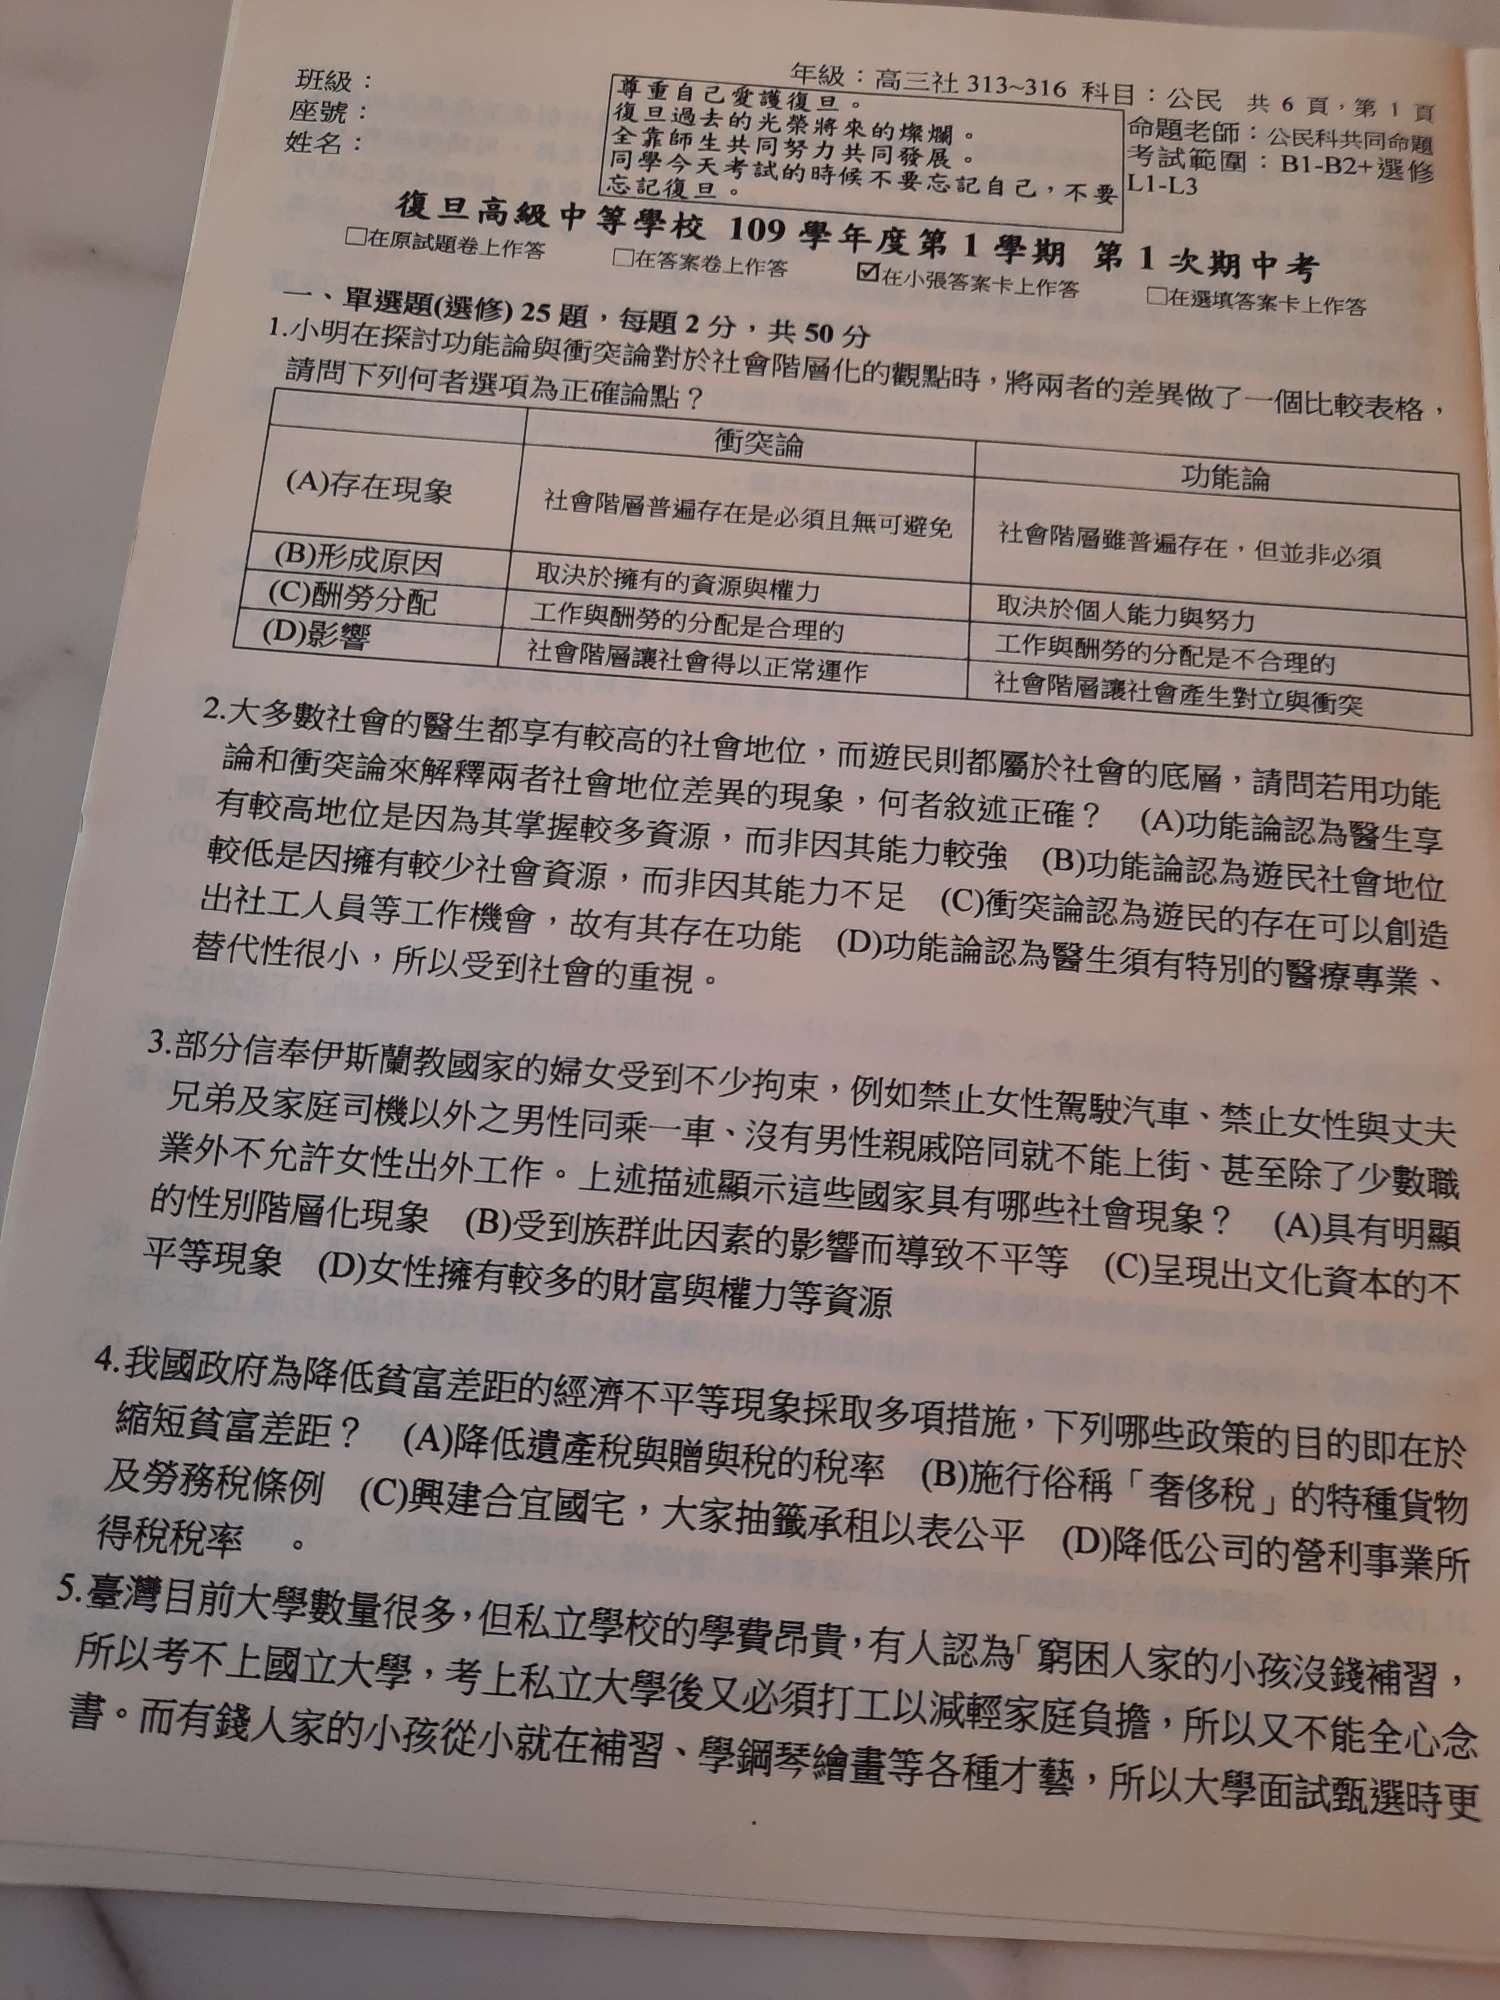 年級：高三社 313~316 科目：公民 共 6 頁，第 1 頁
班級：
座號：
姓名：
尊重自己愛護復旦。
復旦過去的光榮將來的燦爛。
全靠師生共同努力共同發展。
同學今天考試的時候不要忘記自己，不要
忘記復旦。
命題老師：公民科共同命題
考試範圍：B1-B2+選修
L1-L3
復旦高級中等學校 109 學年度第 1 學期 第 1 次期中考
□在原試題卷上作答 □在答案卷上作答 ☑在小張答案卡上作答 □在選填答案卡上作答
一、單選題(選修) 25 題，每題 2 分，共 50 分
1.小明在探討功能論與衝突論對於社會階層化的觀點時，將兩者的差異做了一個比較表格，
請問下列何者選項為正確論點？
衝突論 功能論
(A)存在現象 社會階層普遍存在是必須且無可避免 社會階層雖普遍存在，但並非必須
(B)形成原因 取決於擁有的資源與權力 取決於個人能力與努力
(C)酬勞分配 工作與酬勞的分配是合理的 工作與酬勞的分配是不合理的
(D)影響 社會階層讓社會得以正常運作 社會階層讓社會產生對立與衝突
2.大多數社會的醫生都享有較高的社會地位，而遊民則都屬於社會的底層，請問若用功能
論和衝突論來解釋兩者社會地位差異的現象，何者敘述正確？ (A)功能論認為醫生享
有較高地位是因為其掌握較多資源，而非因其能力較強 (B)功能論認為遊民社會地位
較低是因擁有較少社會資源，而非因其能力不足 (C)衝突論認為遊民的存在可以創造
出社工人員等工作機會，故有其存在功能 (D)功能論認為醫生須有特別的醫療專業、
替代性很小，所以受到社會的重視。
3.部分信奉伊斯蘭教國家的婦女受到不少拘束，例如禁止女性駕駛汽車、禁止女性與丈夫
兄弟及家庭司機以外之男性同乘一車、沒有男性親戚陪同就不能上街、甚至除了少數職
業外不允許女性出外工作。上述描述顯示這些國家具有哪些社會現象？ (A)具有明顯
的性別階層化現象 (B)受到族群此因素的影響而導致不平等 (C)呈現出文化資本的不
平等現象 (D)女性擁有較多的財富與權力等資源
4.我國政府為降低貧富差距的經濟不平等現象採取多項措施，下列哪些政策的目的即在於
縮短貧富差距？ (A)降低遺產稅與贈與稅的稅率 (B)施行俗稱「奢侈稅」的特種貨物
及勞務稅條例 (C)興建合宜國宅，大家抽籤承租以表公平 (D)降低公司的營利事業所
得稅稅率 。
5.臺灣目前大學數量很多，但私立學校的學費昂貴，有人認為「窮困人家的小孩沒錢補習，
所以考不上國立大學，考上私立大學後又必須打工以減輕家庭負擔，所以又不能全心念
書。而有錢人家的小孩從小就在補習、學鋼琴繪畫等各種才藝，所以大學面試甄選時更